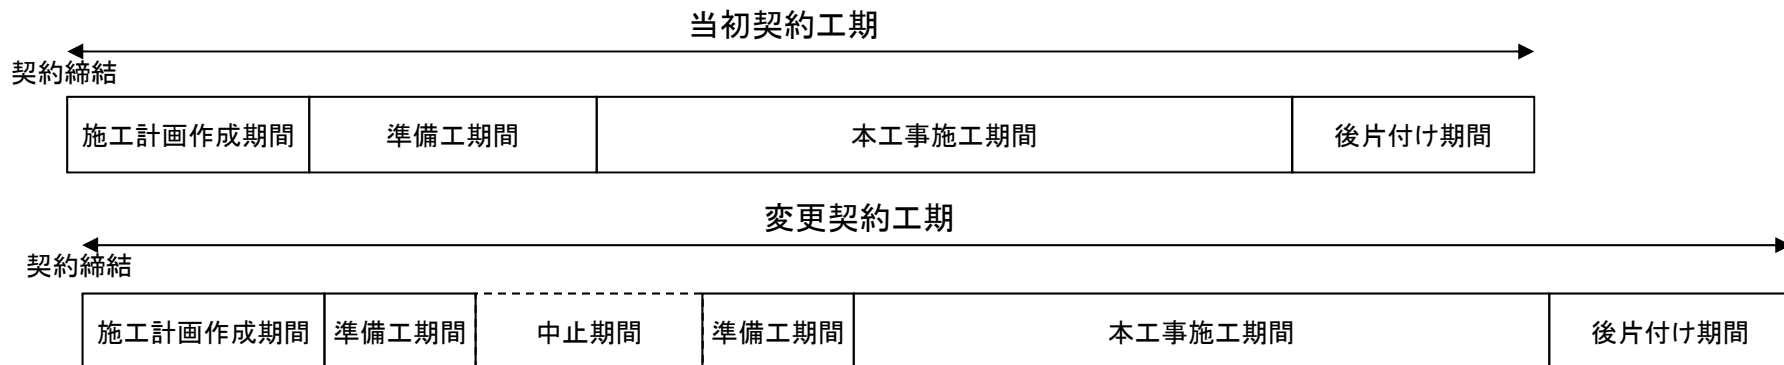 当初契約工期
契約締結
施工計画作成期間 準備工期間 本工事施工期間 後片付け期間
変更契約工期
契約締結
施工計画作成期間 準備工期間 中止期間 準備工期間 本工事施工期間 後片付け期間